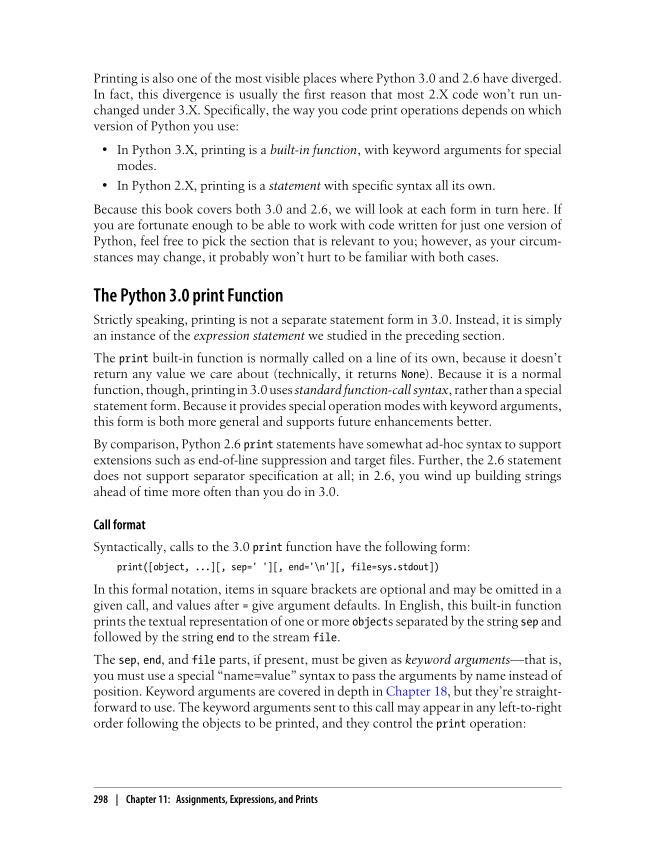 Printing is also one of the most visible places where Python 3.0 and 2.6 have diverged.
In fact, this divergence is usually the first reason that most 2.X code won’t run un-
changed under 3.X. Specifically, the way you code print operations depends on which
version of Python you use:
• In Python 3.X, printing is a built-in function, with keyword arguments for special
modes.
• In Python 2.X, printing is a statement with specific syntax all its own.
Because this book covers both 3.0 and 2.6, we will look at each form in turn here. If
you are fortunate enough to be able to work with code written for just one version of
Python, feel free to pick the section that is relevant to you; however, as your circum-
stances may change, it probably won’t hurt to be familiar with both cases.
The Python 3.0 print Function
Strictly speaking, printing is not a separate statement form in 3.0. Instead, it is simply
an instance of the expression statement we studied in the preceding section.
The print built-in function is normally called on a line of its own, because it doesn’t
return any value we care about (technically, it returns None). Because it is a normal
function, though, printing in 3.0 uses standard function-call syntax, rather than a special
statement form. Because it provides special operation modes with keyword arguments,
this form is both more general and supports future enhancements better.
By comparison, Python 2.6 print statements have somewhat ad-hoc syntax to support
extensions such as end-of-line suppression and target files. Further, the 2.6 statement
does not support separator specification at all; in 2.6, you wind up building strings
ahead of time more often than you do in 3.0.
Call format
Syntactically, calls to the 3.0 print function have the following form:
print([object, ...][, sep=' '][, end='\n'][, file=sys.stdout])
In this formal notation, items in square brackets are optional and may be omitted in a
given call, and values after = give argument defaults. In English, this built-in function
prints the textual representation of one or more objects separated by the string sep and
followed by the string end to the stream file.
The sep, end, and file parts, if present, must be given as keyword arguments—that is,
you must use a special “name=value” syntax to pass the arguments by name instead of
position. Keyword arguments are covered in depth in Chapter 18, but they’re straight-
forward to use. The keyword arguments sent to this call may appear in any left-to-right
order following the objects to be printed, and they control the print operation:
298 | Chapter 11: Assignments, Expressions, and Prints